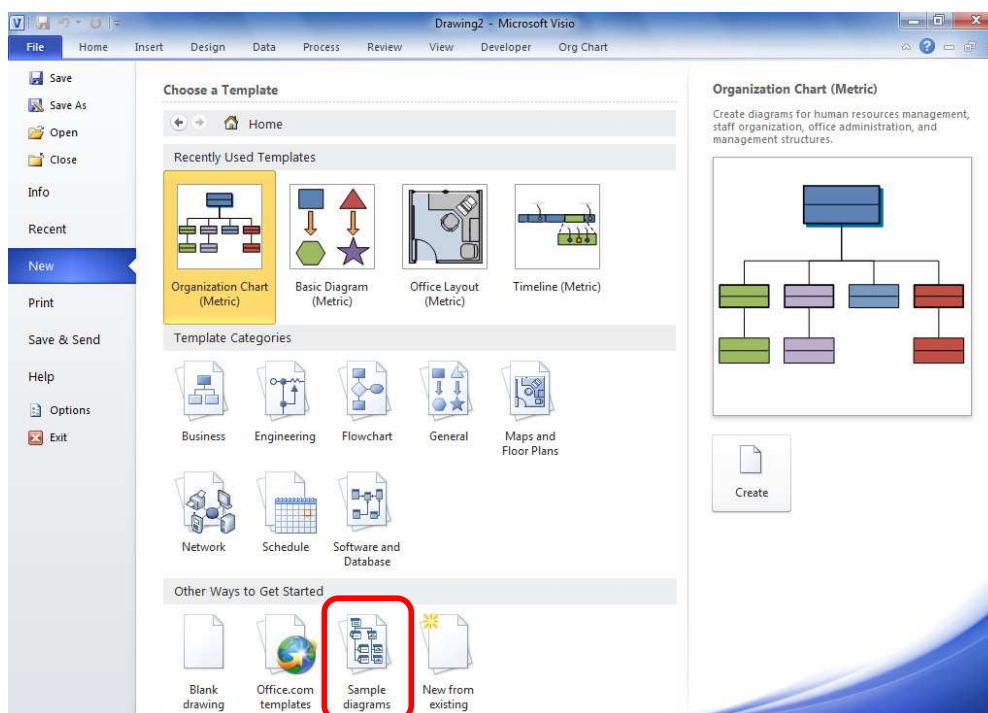 Drawing2 - Microsoft Visio
File Home Insert Design Data Process Review View Developer Org Chart
Save
Save As
Open
Close
Info
Recent
New
Print
Save & Send
Help
Options
Exit
Choose a Template
Home
Recently Used Templates
Organization Chart
(Metric)
Basic Diagram
(Metric)
Office Layout
(Metric)
Timeline (Metric)
Template Categories
Business
Engineering
Flowchart
General
Maps and
Floor Plans
Network
Schedule
Software and
Database
Other Ways to Get Started
Blank
drawing
Office.com
templates
Sample
diagrams
New from
existing
Organization Chart (Metric)
Create diagrams for human resources management,
staff organization, office administration, and
management structures.
Create